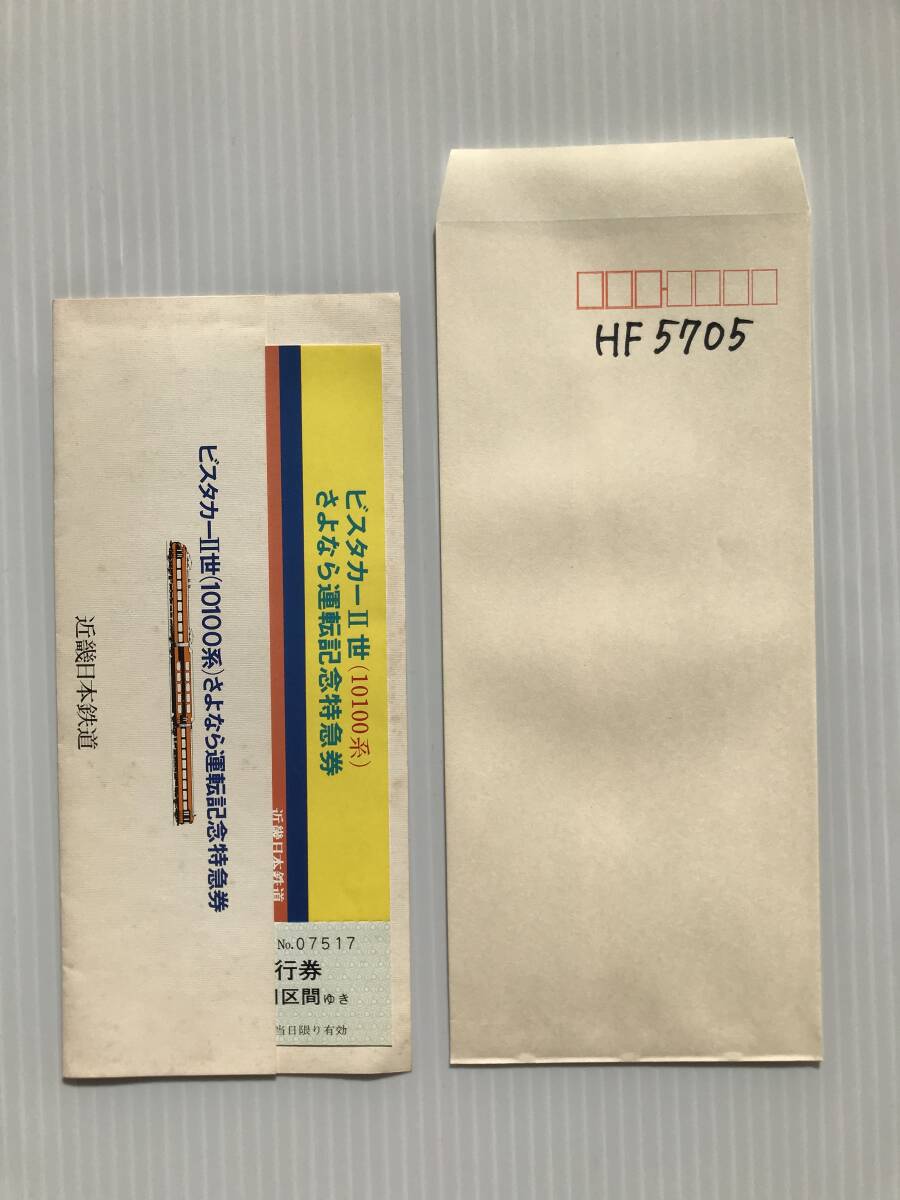 ビスタカーⅡ世(10100系)さよなら運転記念特急券
近畿日本鉄道
ビスタカーⅡ世(10100系)
さよなら運転記念特急券
近畿日本鉄道
No.07517
行券
区間ゆき
当日限り有効
HF 5705